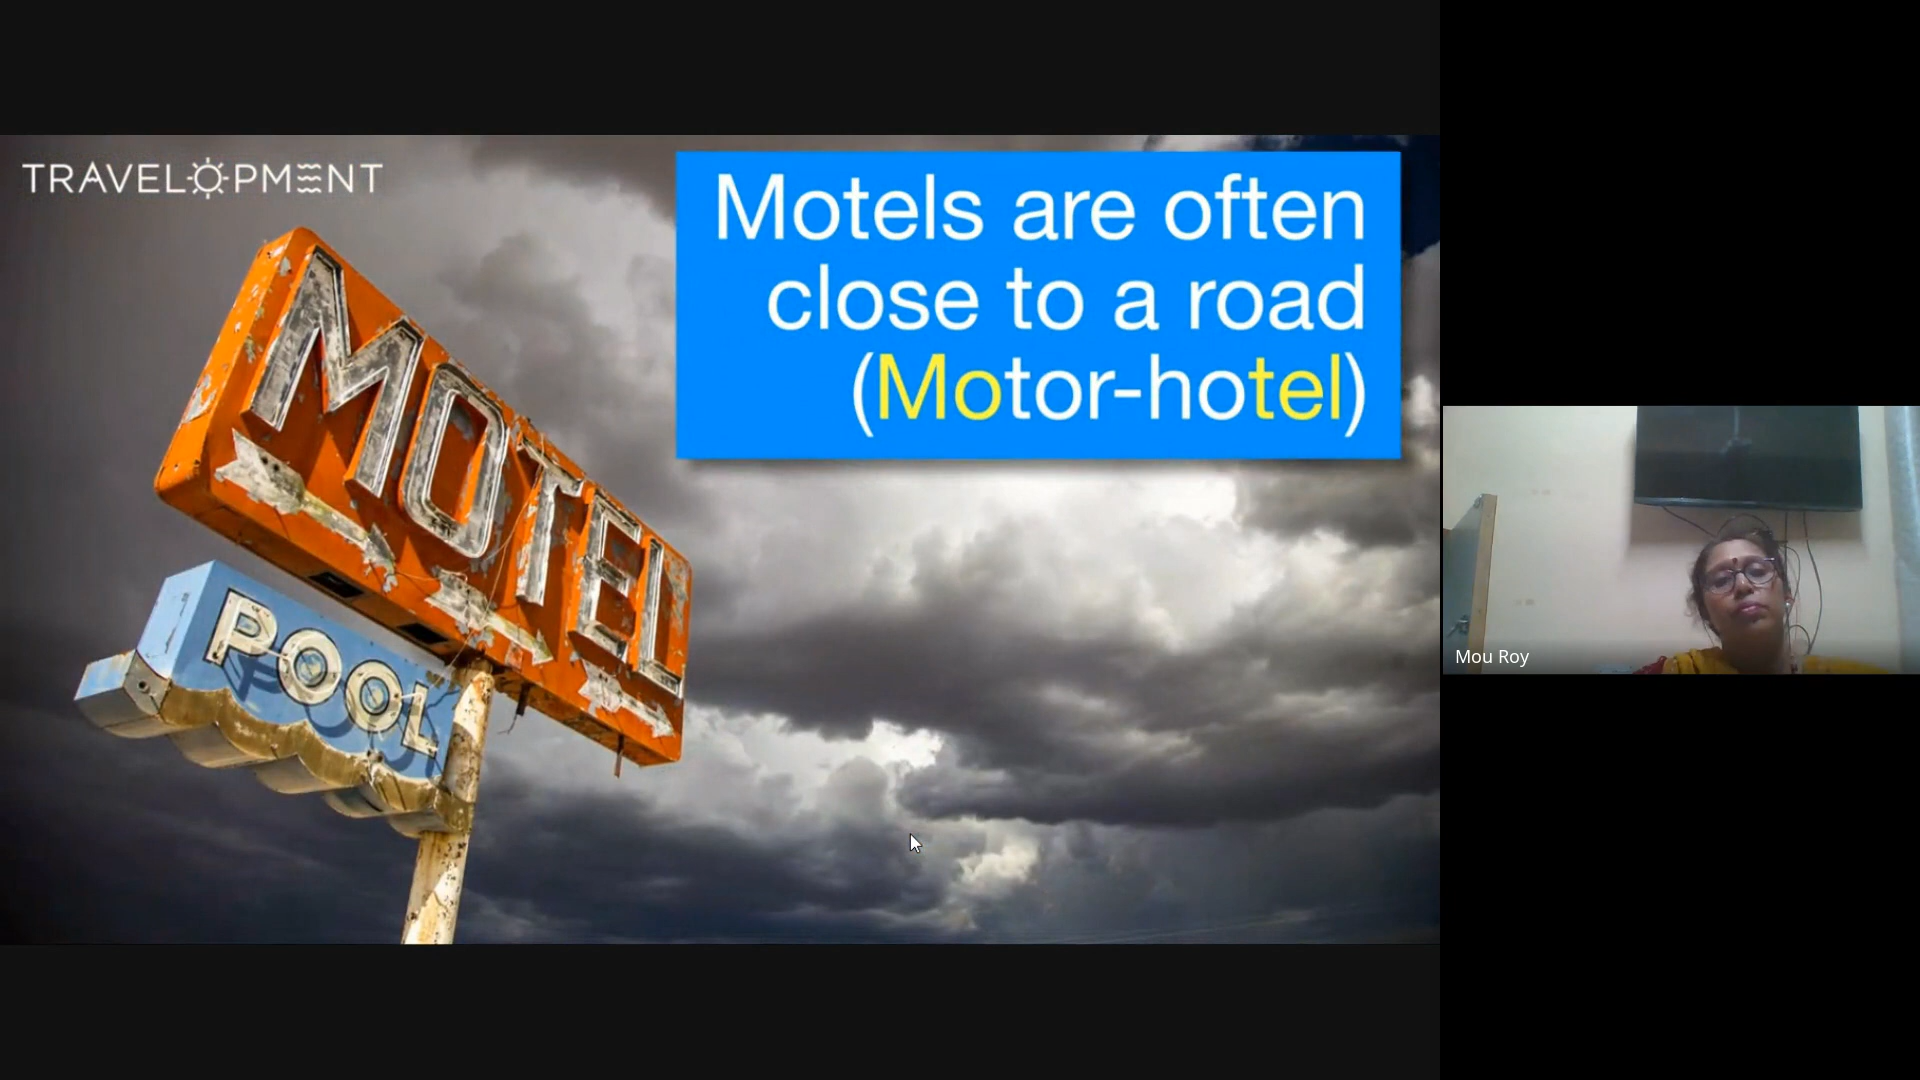 TRAVELOPMENT
Motels are often
close to a road
(Motor-hotel)
MOTEL
POOL
Mou Roy